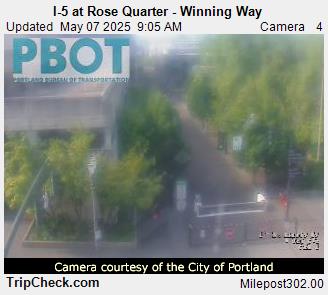 I-5 at Rose Quarter - Winning Way
Updated May 07 2025 9:05 AM Camera 4
PBOT
PORTLAND BUREAU OF TRANSPORTATION
Camera courtesy of the City of Portland
TripCheck.com Milepost302.00